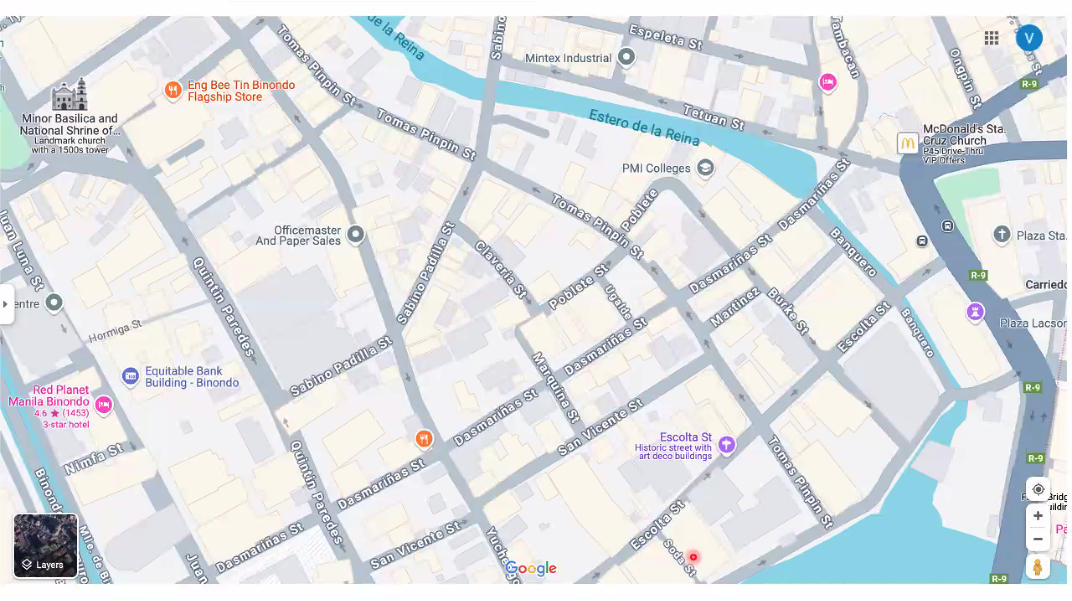 de la Reina
Sabino
Espeleta St
Mintex Industrial
Tambacan
Ongpin St
V
R-9
Tomas Pinpin St
Eng Bee Tin Binondo
Flagship Store
Minor Basilica and
National Shrine of...
Landmark church
with a 1500s tower
Tomas Pinpin St
Estero de la Reina
Tetuan St
McDonald's Sta.
Cruz Church
P45 Drive-Thru
VIP Offers
R-9
PMI Colleges
Juan Luna St
Officemaster
And Paper Sales
Sabino Padilla St
Tomas Pinpin St
Poblete
Dasmariñas St
Dasmariñas St
Banquero
Plaza Sta.
R-9
Quintin Paredes
Claveria St
Poblete St
Ugalde
Martinez
Burke St
Escolta St
Banquero
Carriedo
Plaza Lacson
entre
Hormiga St
Sabino Padilla St
Dasmariñas St
Equitable Bank
Building - Binondo
Red Planet
Manila Binondo
4.6 ★ (1453)
3-star hotel
Marquina St
Dasmariñas St
San Vicente St
R-9
Escolta St
Historic street with
art deco buildings
Nimfa St
Quintin Paredes
Dasmariñas St
Tomas Pinpin St
R-9
Binondo
Mlle. de Br
Layers
Juan
Dasmariñas St
San Vicente St
Yuchengco
Google
Escolta St
Soda St
R-9